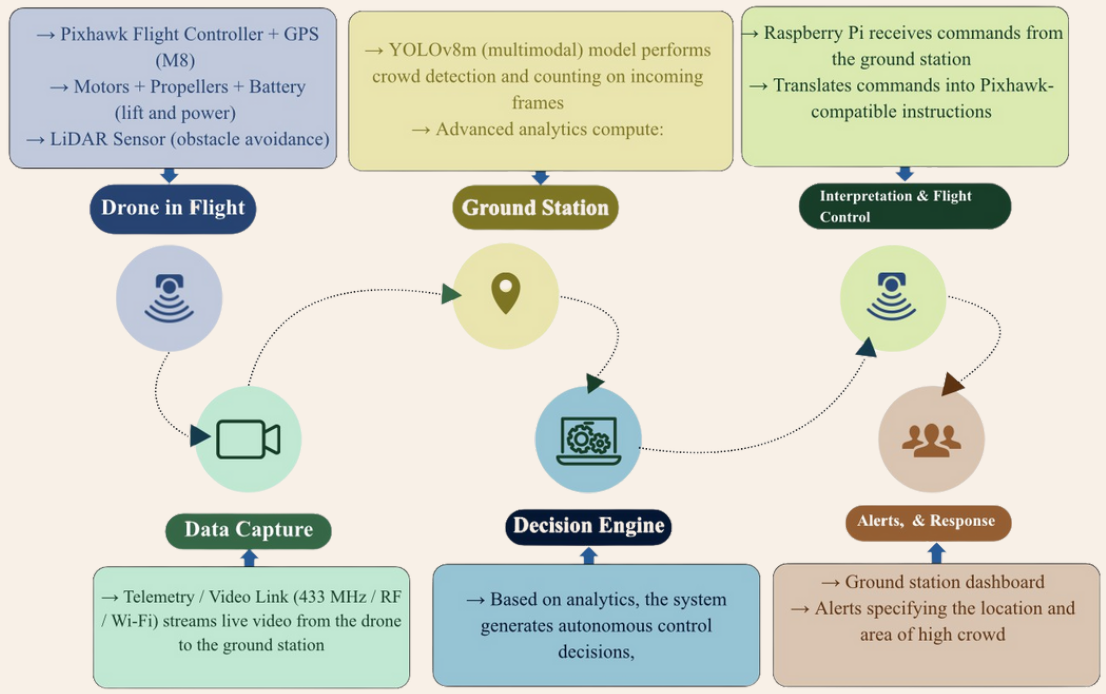 → Pixhawk Flight Controller + GPS
(M8)
→ Motors + Propellers + Battery
(lift and power)
→ LiDAR Sensor (obstacle avoidance)
Drone in Flight
→ YOLOv8m (multimodal) model performs
crowd detection and counting on incoming
frames
→ Advanced analytics compute:
Ground Station
→ Raspberry Pi receives commands from
the ground station
→ Translates commands into Pixhawk-
compatible instructions
Interpretation & Flight
Control
Data Capture
→ Telemetry / Video Link (433 MHz / RF
/ Wi-Fi) streams live video from the drone
to the ground station
Decision Engine
→ Based on analytics, the system
generates autonomous control
decisions,
Alerts, & Response
→ Ground station dashboard
→ Alerts specifying the location and
area of high crowd